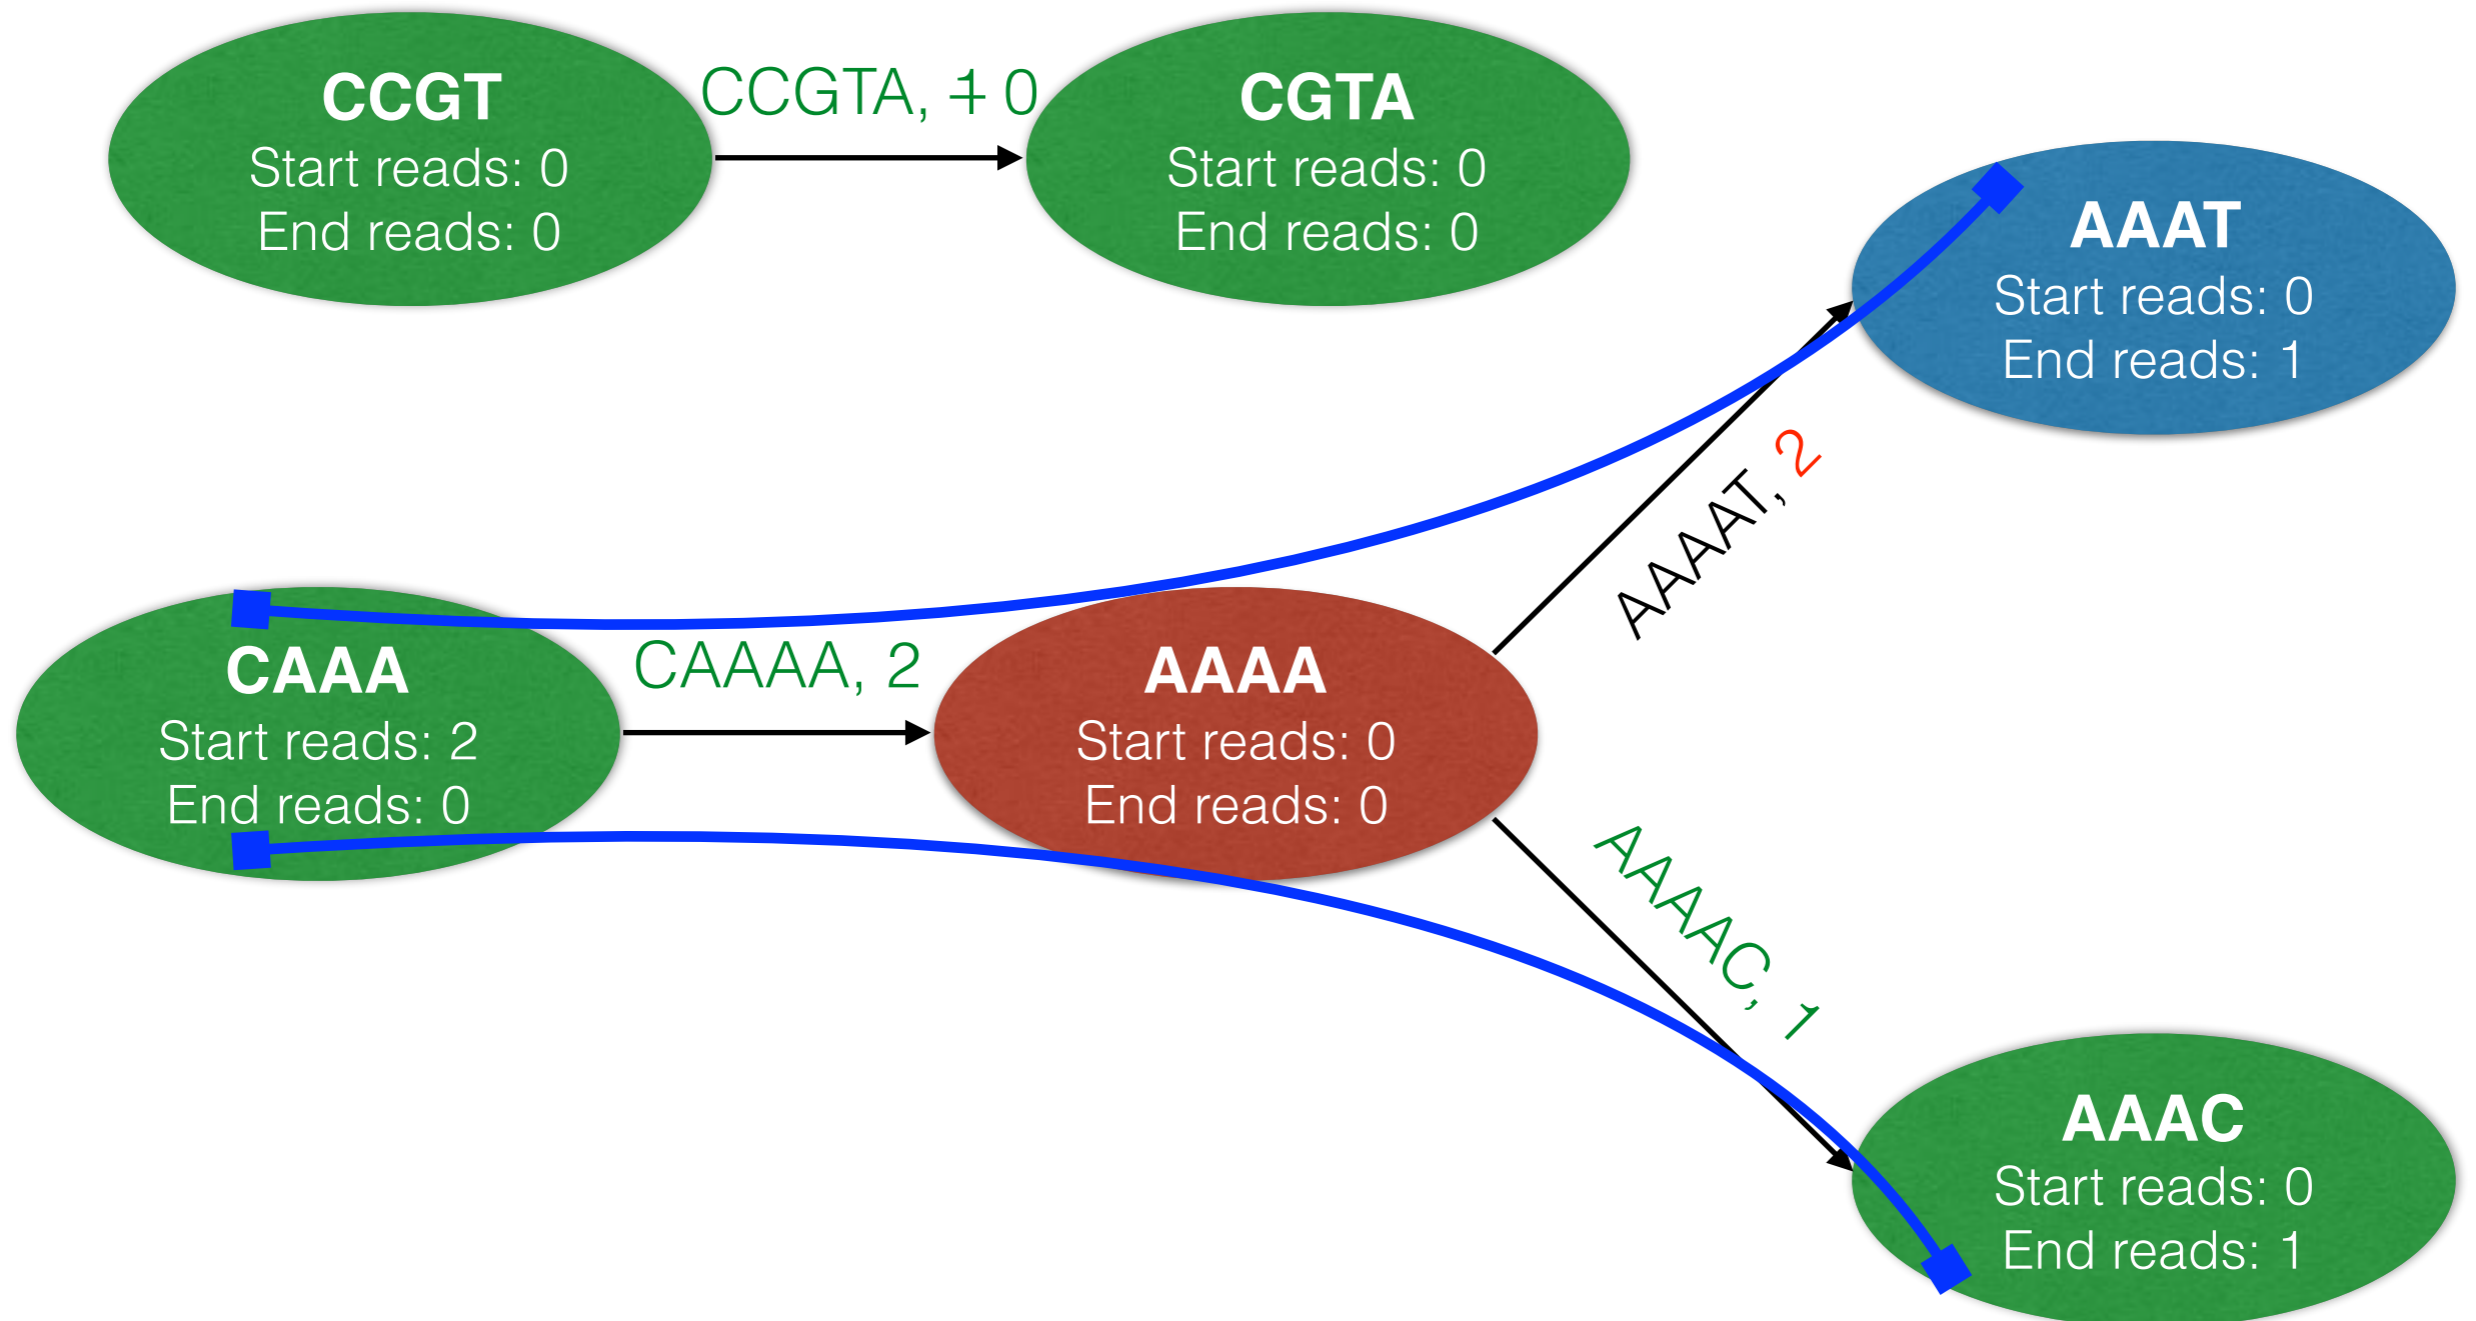 CCGT
Start reads: 0
End reads: 0
CCGTA, 1 0
CGTA
Start reads: 0
End reads: 0
AAAT
Start reads: 0
End reads: 1
AAAAT, 2
CAAA
Start reads: 2
End reads: 0
CAAAA, 2
AAAA
Start reads: 0
End reads: 0
AAAAC, 1
AAAC
Start reads: 0
End reads: 1